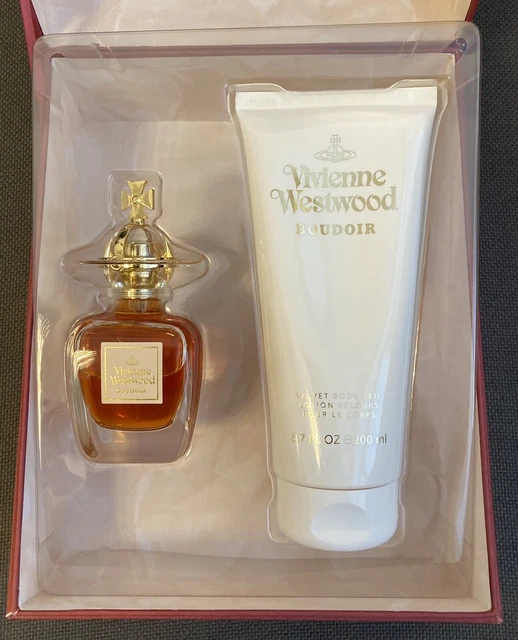 Vivienne
Westwood
BOUDOIR
VELVET BODY VEIL
LOTION VELOURS
POUR LE CORPS
6.7 FL OZ ℮ 200 ml
Vivienne
Westwood
BOUDOIR